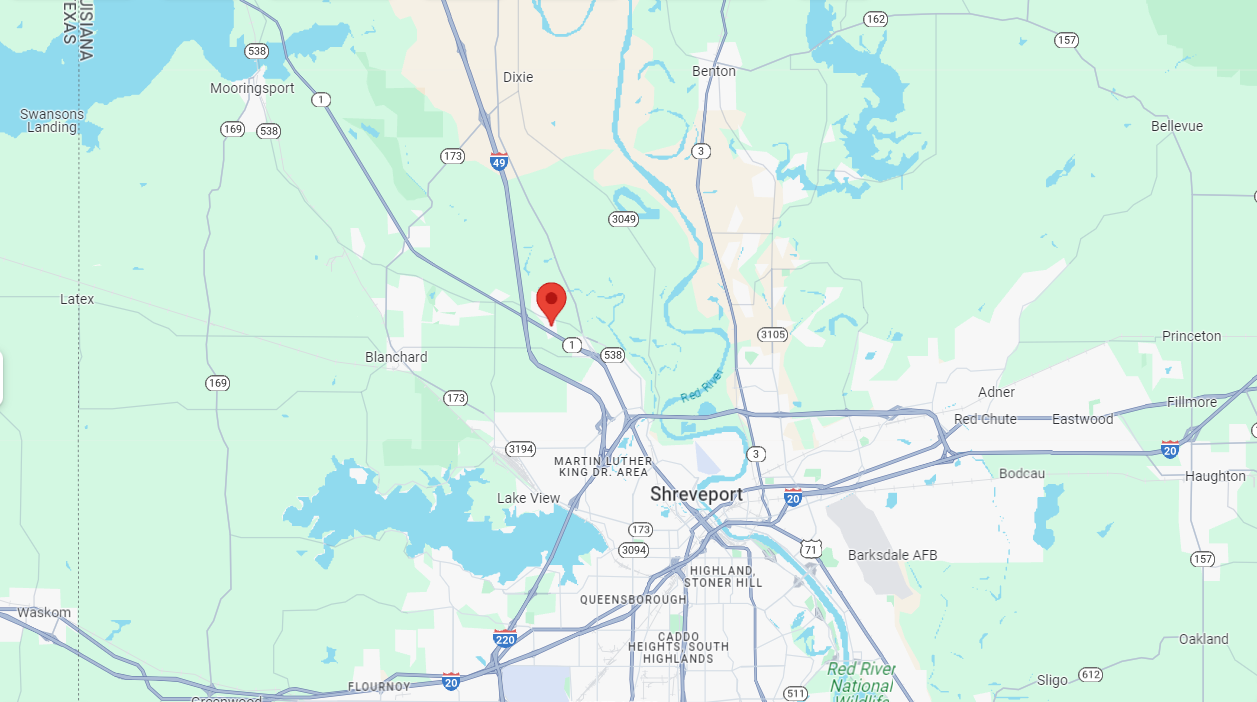 LOUISIANA
TEXAS
162
157
538
Dixie
Benton
Mooringsport
1
Swansons
Landing
169
538
Bellevue
173
49
3
3049
Latex
3105
Princeton
1
538
Blanchard
Red River
169
173
Adner
Fillmore
Red Chute
Eastwood
3194
3
20
MARTIN LUTHER
KING DR. AREA
Bodcau
Haughton
Lake View
Shreveport
20
173
3094
71
Barksdale AFB
157
HIGHLAND,
STONER HILL
QUEENSBOROUGH
Waskom
220
CADDO
HEIGHTS/SOUTH
HIGHLANDS
Oakland
Red River
National
Wildlife
612
Sligo
20
FLOURNOY
511
Greenwood